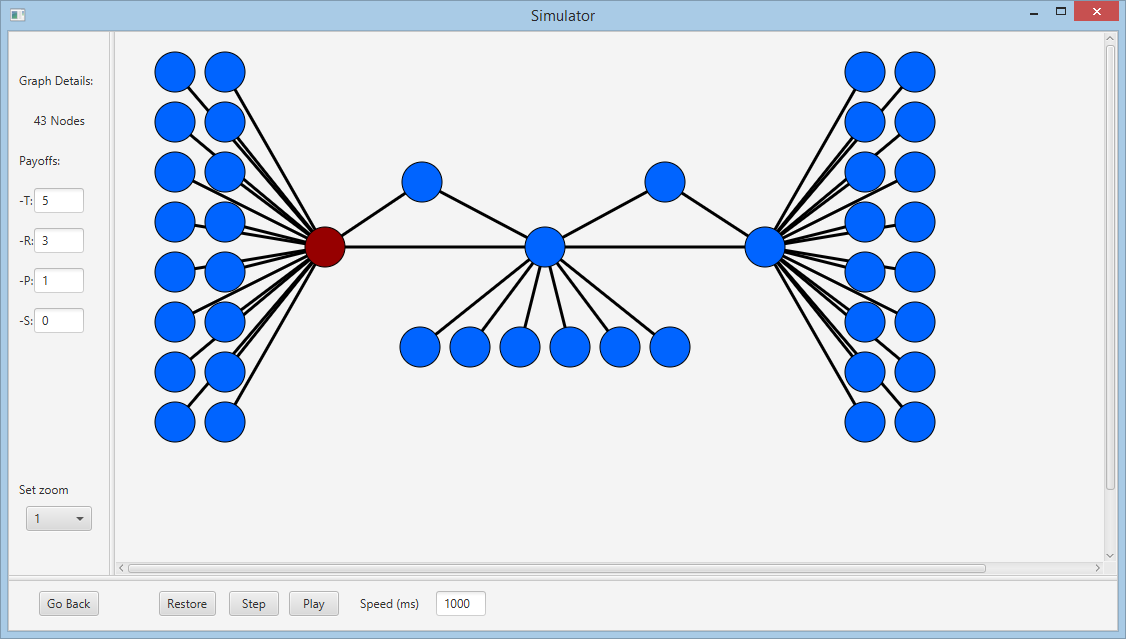 Simulator
Graph Details:
43 Nodes
Payoffs:
-T: 5
-R: 3
-P: 1
-S: 0
Set zoom
1
Go Back Restore Step Play Speed (ms) 1000